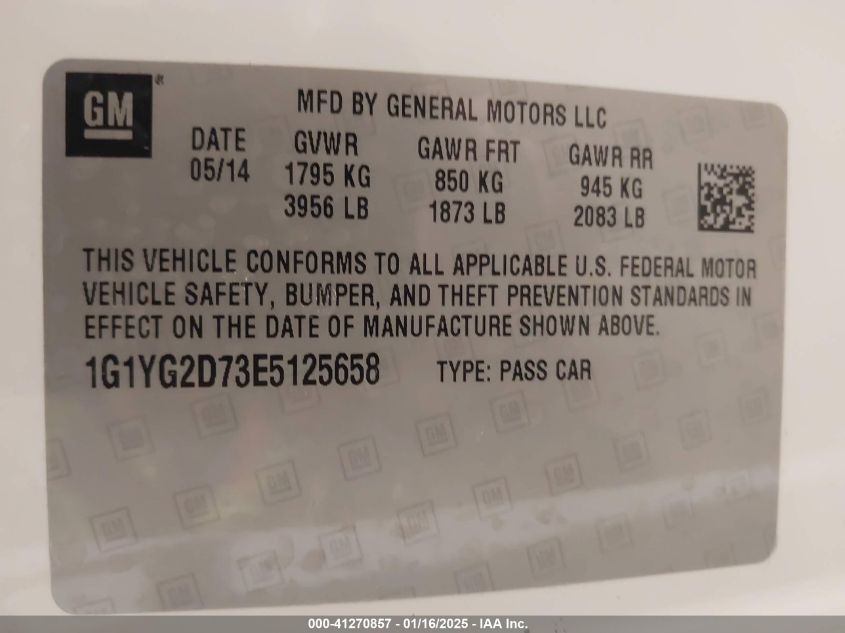 GM®
MFD BY GENERAL MOTORS LLC
DATE GVWR GAWR FRT GAWR RR
05/14 1795 KG 850 KG 945 KG
3956 LB 1873 LB 2083 LB
THIS VEHICLE CONFORMS TO ALL APPLICABLE U.S. FEDERAL MOTOR
VEHICLE SAFETY, BUMPER, AND THEFT PREVENTION STANDARDS IN
EFFECT ON THE DATE OF MANUFACTURE SHOWN ABOVE.
1G1YG2D73E5125658 TYPE: PASS CAR
000-41270857 - 01/16/2025 - IAA Inc.